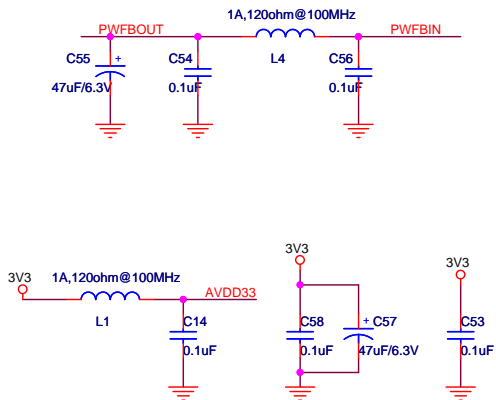 1A,120ohm@100MHz
PWFBOUT
PWFBIN
C55
+
C54
L4
C56
47uF/6.3V
0.1uF
0.1uF
3V3
3V3
3V3
1A,120ohm@100MHz
AVDD33
L1
C14
C58
+
C57
C53
0.1uF
0.1uF
47uF/6.3V
0.1uF